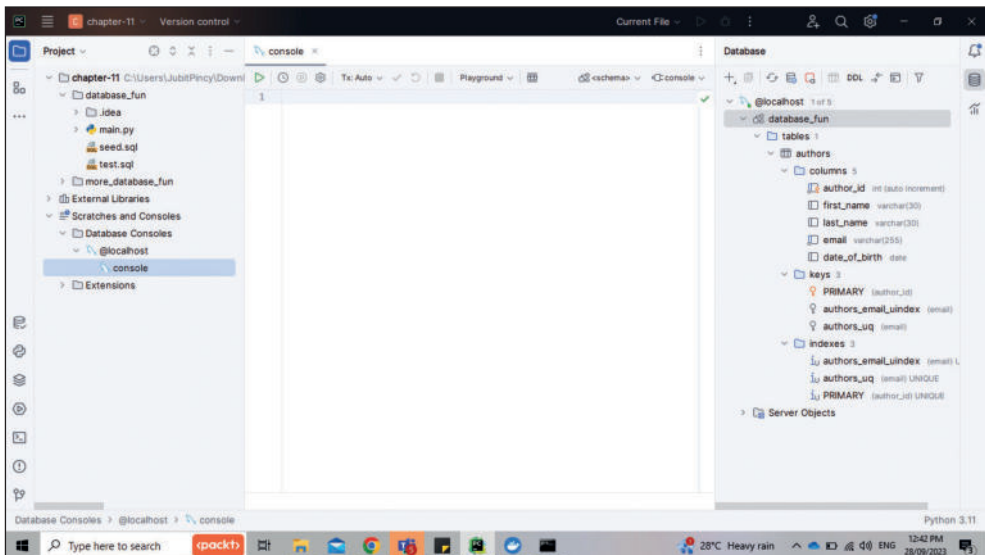 chapter-11
Version control
Current File
Project
chapter-11 C:\Users\JubitPincy\Downl
database_fun
.idea
main.py
seed.sql
test.sql
more_database_fun
External Libraries
Scratches and Consoles
Database Consoles
@localhost
console
Extensions
console
Tx: Auto
Playground
<schema>
console
1
Database
DDL
@localhost 1 of 5
database_fun
tables 1
authors
columns 5
author_id int (auto increment)
first_name varchar(30)
last_name varchar(30)
email varchar(255)
date_of_birth date
keys 3
PRIMARY (author_id)
authors_email_uindex (email)
authors_uq (email)
indexes 3
authors_email_uindex (email) U
authors_uq (email) UNIQUE
PRIMARY (author_id) UNIQUE
Server Objects
Database Consoles > @localhost > console
Python 3.11
Type here to search
<packt>
28°C Heavy rain
ENG
12:42 PM
28/09/2023